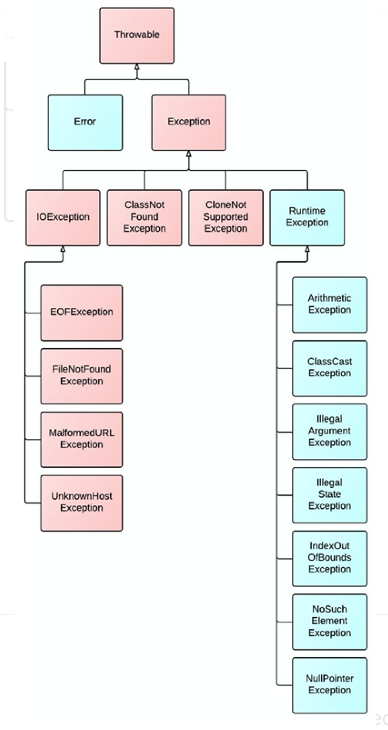 Throwable
Error
Exception
IOException
ClassNot
Found
Exception
CloneNot
Supported
Exception
Runtime
Exception
EOFException
FileNotFound
Exception
MalformedURL
Exception
UnknownHost
Exception
Arithmetic
Exception
ClassCast
Exception
Illegal
Argument
Exception
Illegal
State
Exception
IndexOut
OfBounds
Exception
NoSuch
Element
Exception
NullPointer
Exception